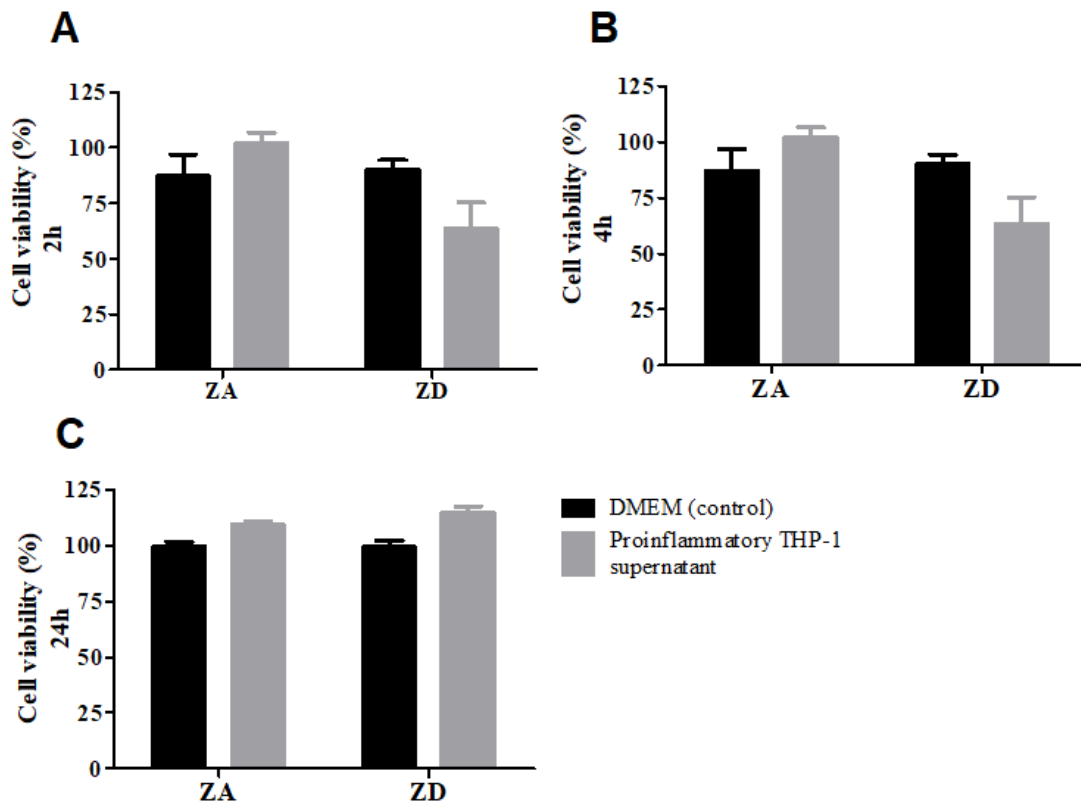 A
Cell viability (%)
2h
125
100
75
50
25
0
ZA
ZD
B
Cell viability (%)
4h
125
100
75
50
25
0
ZA
ZD
C
Cell viability (%)
24h
125
100
75
50
25
0
ZA
ZD
DMEM (control)
Proinflammatory THP-1
supernatant